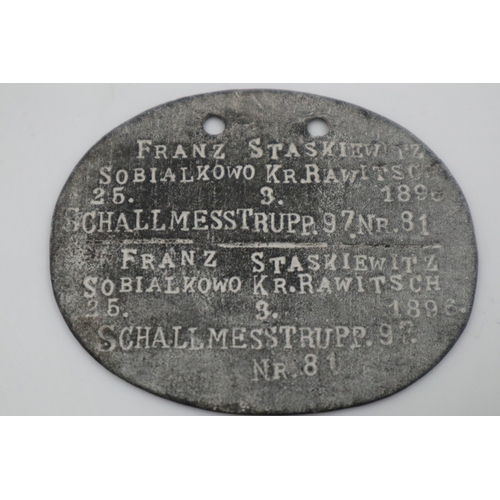 FRANZ STASKIEWITZ
SOBIALKOWO KR.RAWITSC
25. 3. 1896
SCHALLMESSTRUPP.97.NR.81
FRANZ STASKIEWITZ
SOBIALKOWO KR.RAWITSCH
25. 3. 1896.
SCHALLMESSTRUPP.97.
NR.81